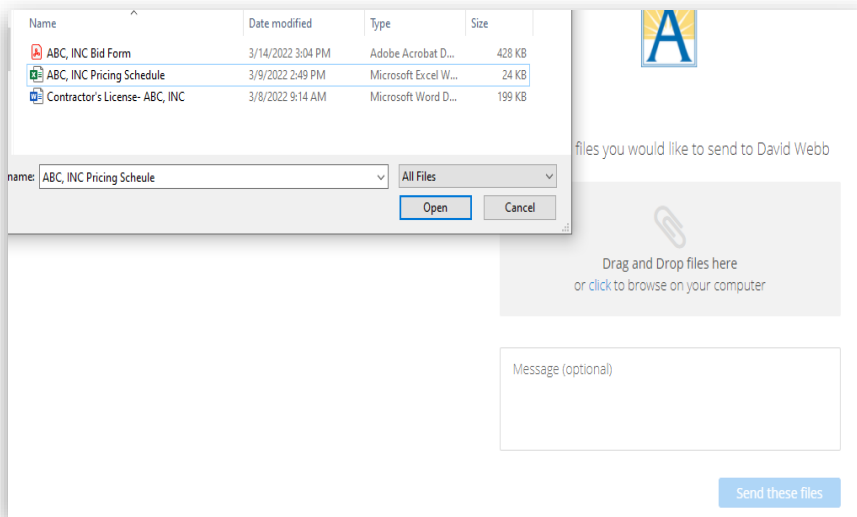 Name Date modified Type Size
ABC, INC Bid Form 3/14/2022 3:04 PM Adobe Acrobat D... 428 KB
ABC, INC Pricing Schedule 3/9/2022 2:49 PM Microsoft Excel W... 24 KB
Contractor's License- ABC, INC 3/8/2022 9:14 AM Microsoft Word D... 199 KB
name: ABC, INC Pricing Scheule All Files
Open Cancel
A
files you would like to send to David Webb
Drag and Drop files here
or click to browse on your computer
Message (optional)
Send these files